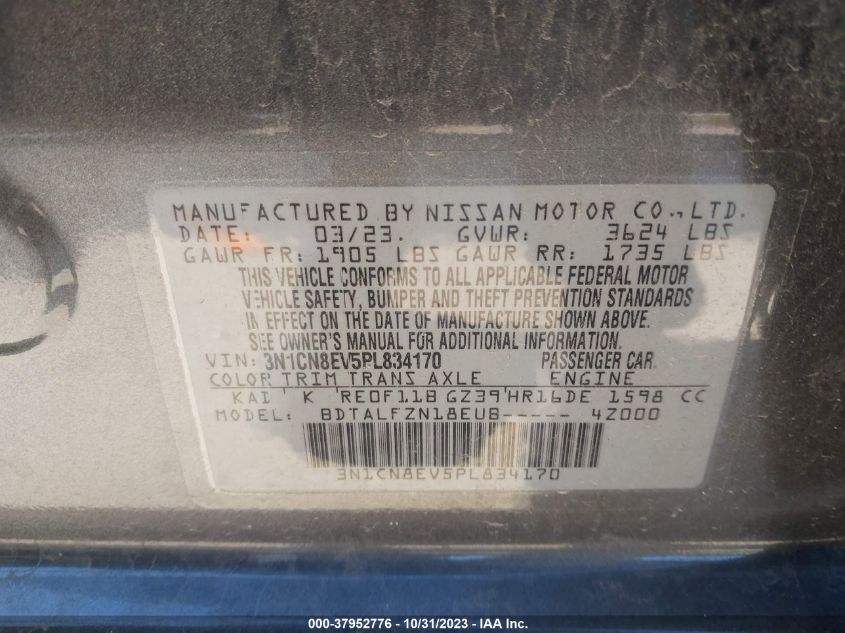 MANUFACTURED BY NISSAN MOTOR CO., LTD.
DATE: 03/23. GVWR: 3624 LBS
GAWR FR: 1905 LBS GAWR RR: 1735 LBS
THIS VEHICLE CONFORMS TO ALL APPLICABLE FEDERAL MOTOR
VEHICLE SAFETY, BUMPER AND THEFT PREVENTION STANDARDS
IN EFFECT ON THE DATE OF MANUFACTURE SHOWN ABOVE.
SEE OWNER'S MANUAL FOR ADDITIONAL INFORMATION.
VIN: 3N1CN8EV5PL834170 PASSENGER CAR
COLOR TRIM TRANS AXLE ENGINE
KAD K RE0F11B GZ39 HR16DE 1598 CC
MODEL: BDTALFZN18EUB----- 4Z000
3N1CN8EV5PL834170
000-37952776 - 10/31/2023 - IAA Inc.